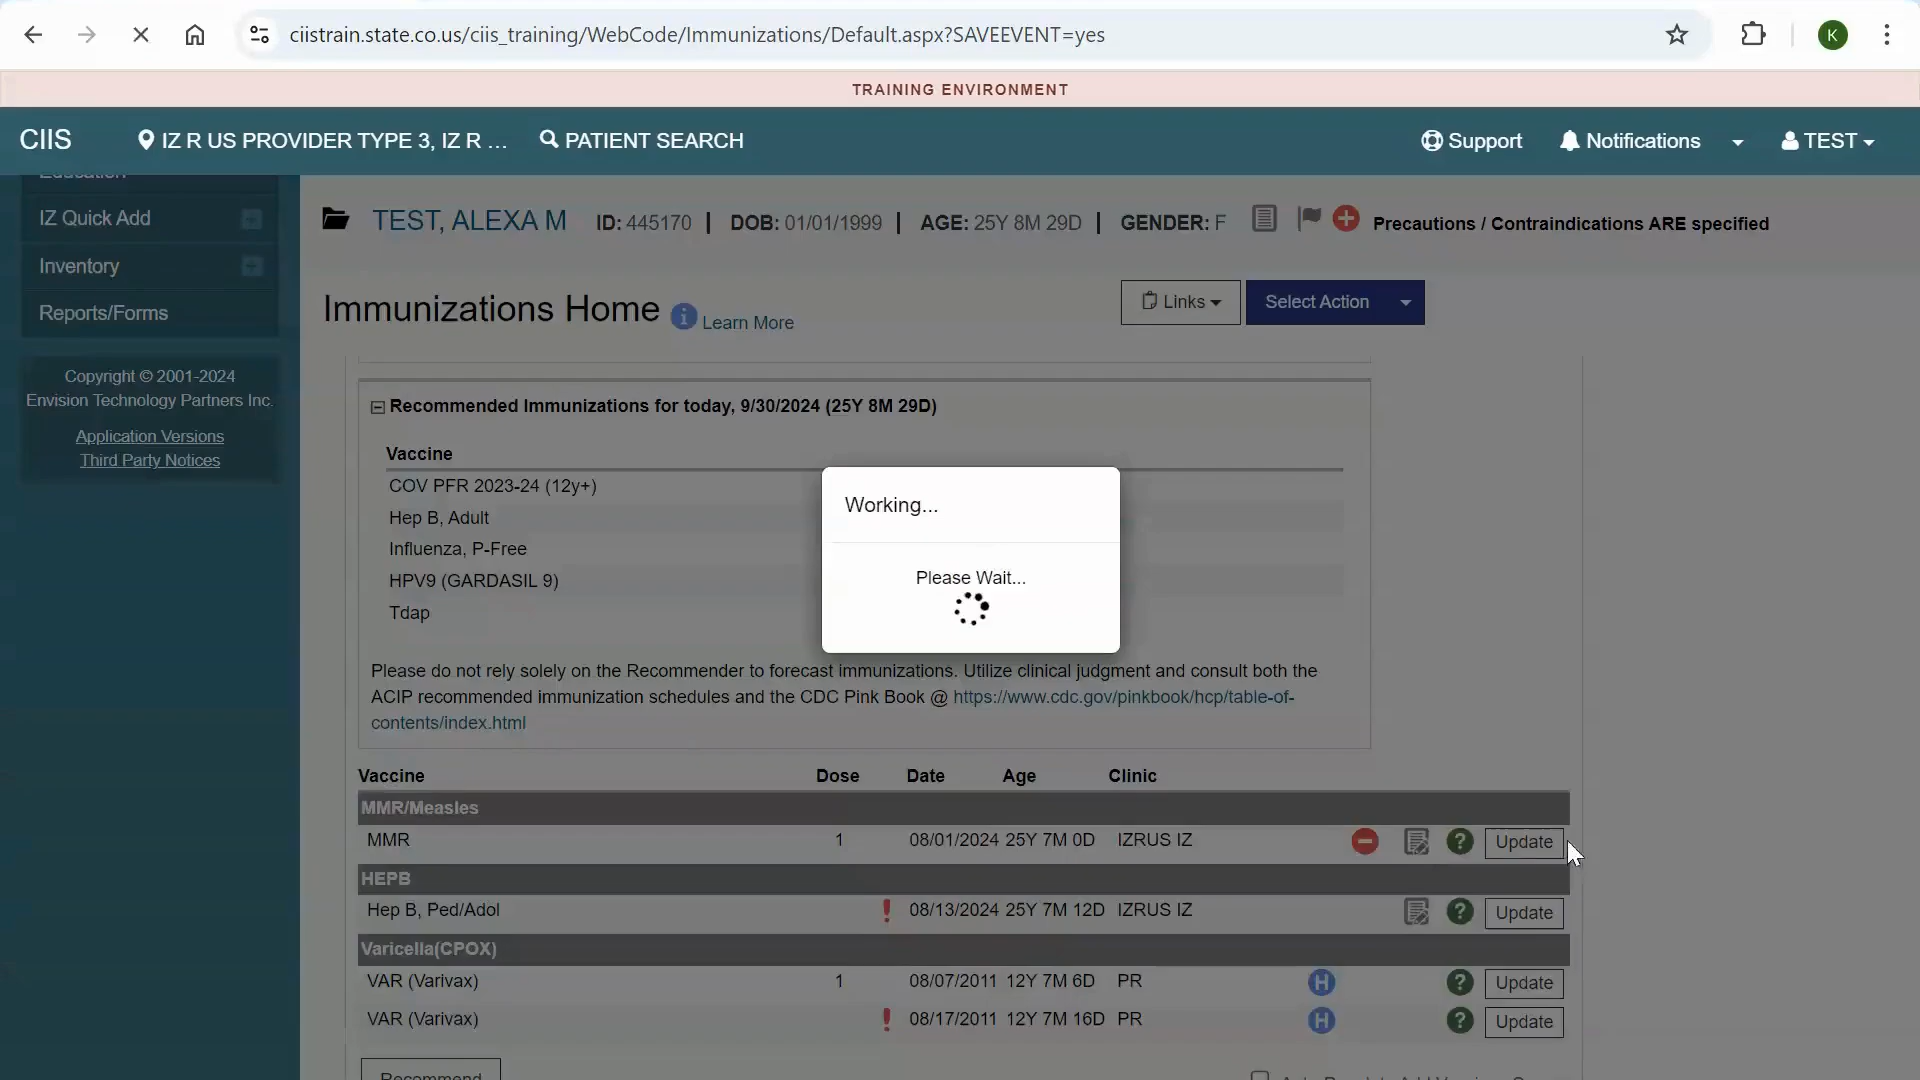 ciistrain.state.co.us/ciis_training/WebCode/Immunizations/Default.aspx?SAVEEVENT=yes
K
TRAINING ENVIRONMENT
CIIS
IZ R US PROVIDER TYPE 3, IZ R ...
PATIENT SEARCH
Support
Notifications
TEST
Education
IZ Quick Add
Inventory
Reports/Forms
Copyright © 2001-2024
Envision Technology Partners Inc.
Application Versions
Third Party Notices
TEST, ALEXA M ID: 445170 | DOB: 01/01/1999 | AGE: 25Y 8M 29D | GENDER: F Precautions / Contraindications ARE specified
Immunizations Home Learn More
Links
Select Action
Recommended Immunizations for today, 9/30/2024 (25Y 8M 29D)
Vaccine
COV PFR 2023-24 (12y+)
Hep B, Adult
Influenza, P-Free
HPV9 (GARDASIL 9)
Tdap
Working...
Please Wait...
Please do not rely solely on the Recommender to forecast immunizations. Utilize clinical judgment and consult both the
ACIP recommended immunization schedules and the CDC Pink Book @ https://www.cdc.gov/pinkbook/hcp/table-of-
contents/index.html
Vaccine Dose Date Age Clinic
MMR/Measles
MMR 1 08/01/2024 25Y 7M 0D IZRUS IZ ? Update
HEPB
Hep B, Ped/Adol ! 08/13/2024 25Y 7M 12D IZRUS IZ ? Update
Varicella(CPOX)
VAR (Varivax) 1 08/07/2011 12Y 7M 6D PR H ? Update
VAR (Varivax) ! 08/17/2011 12Y 7M 16D PR H ? Update
Recommend